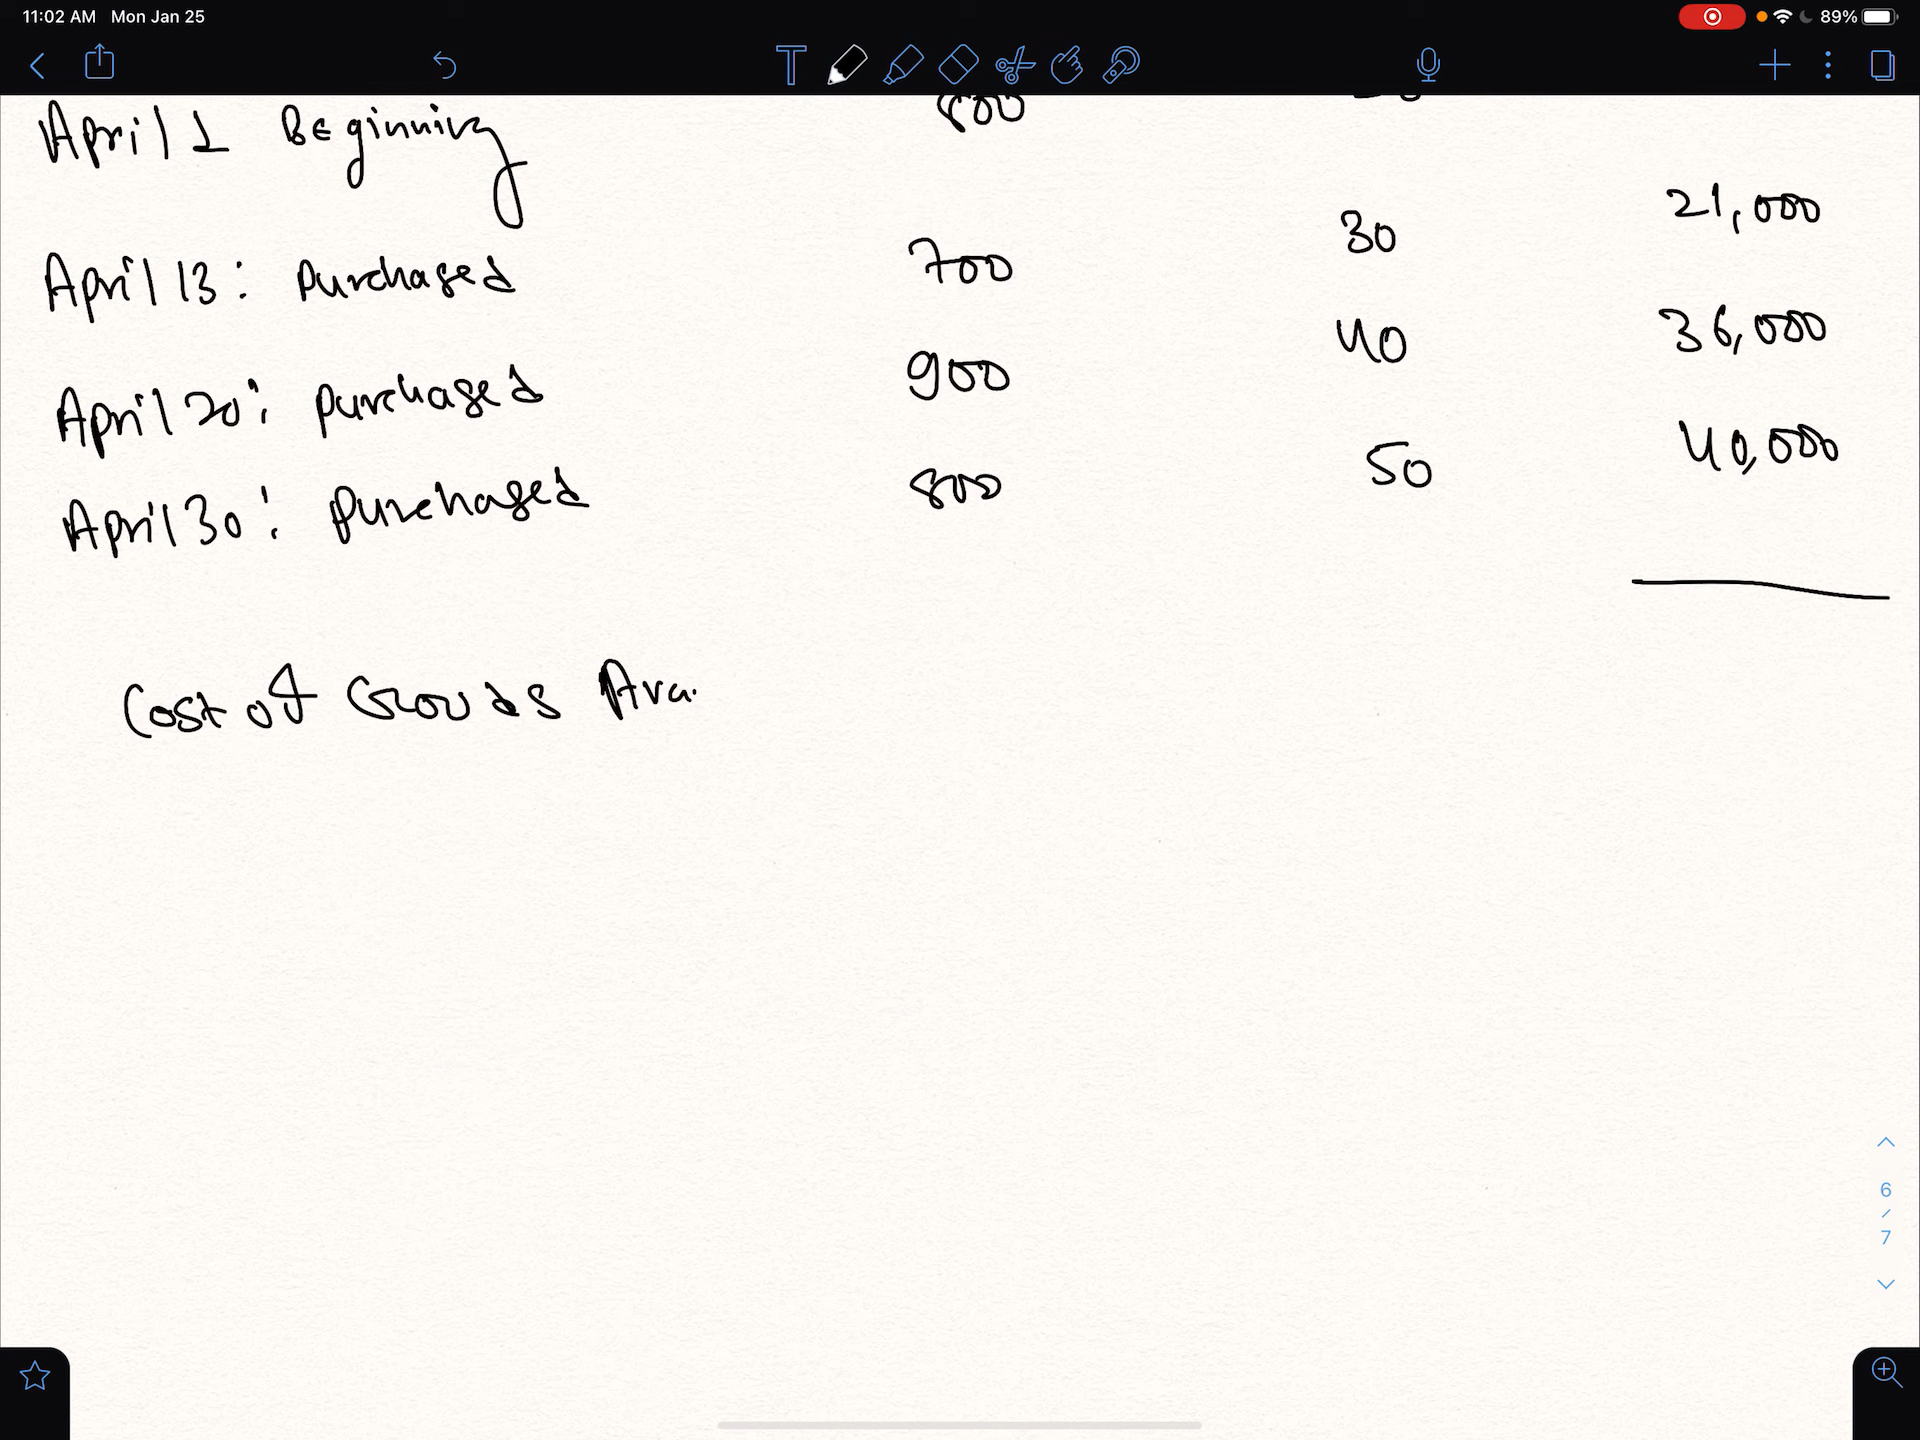 11:02 AM Mon Jan 25 89%
T
April 1 Beginning 800
April 13: purchased 700 30 21,000
April 20: purchased 900 40 36,000
April 30: purchased 800 50 40,000
Cost of Goods Ava
6
/
7